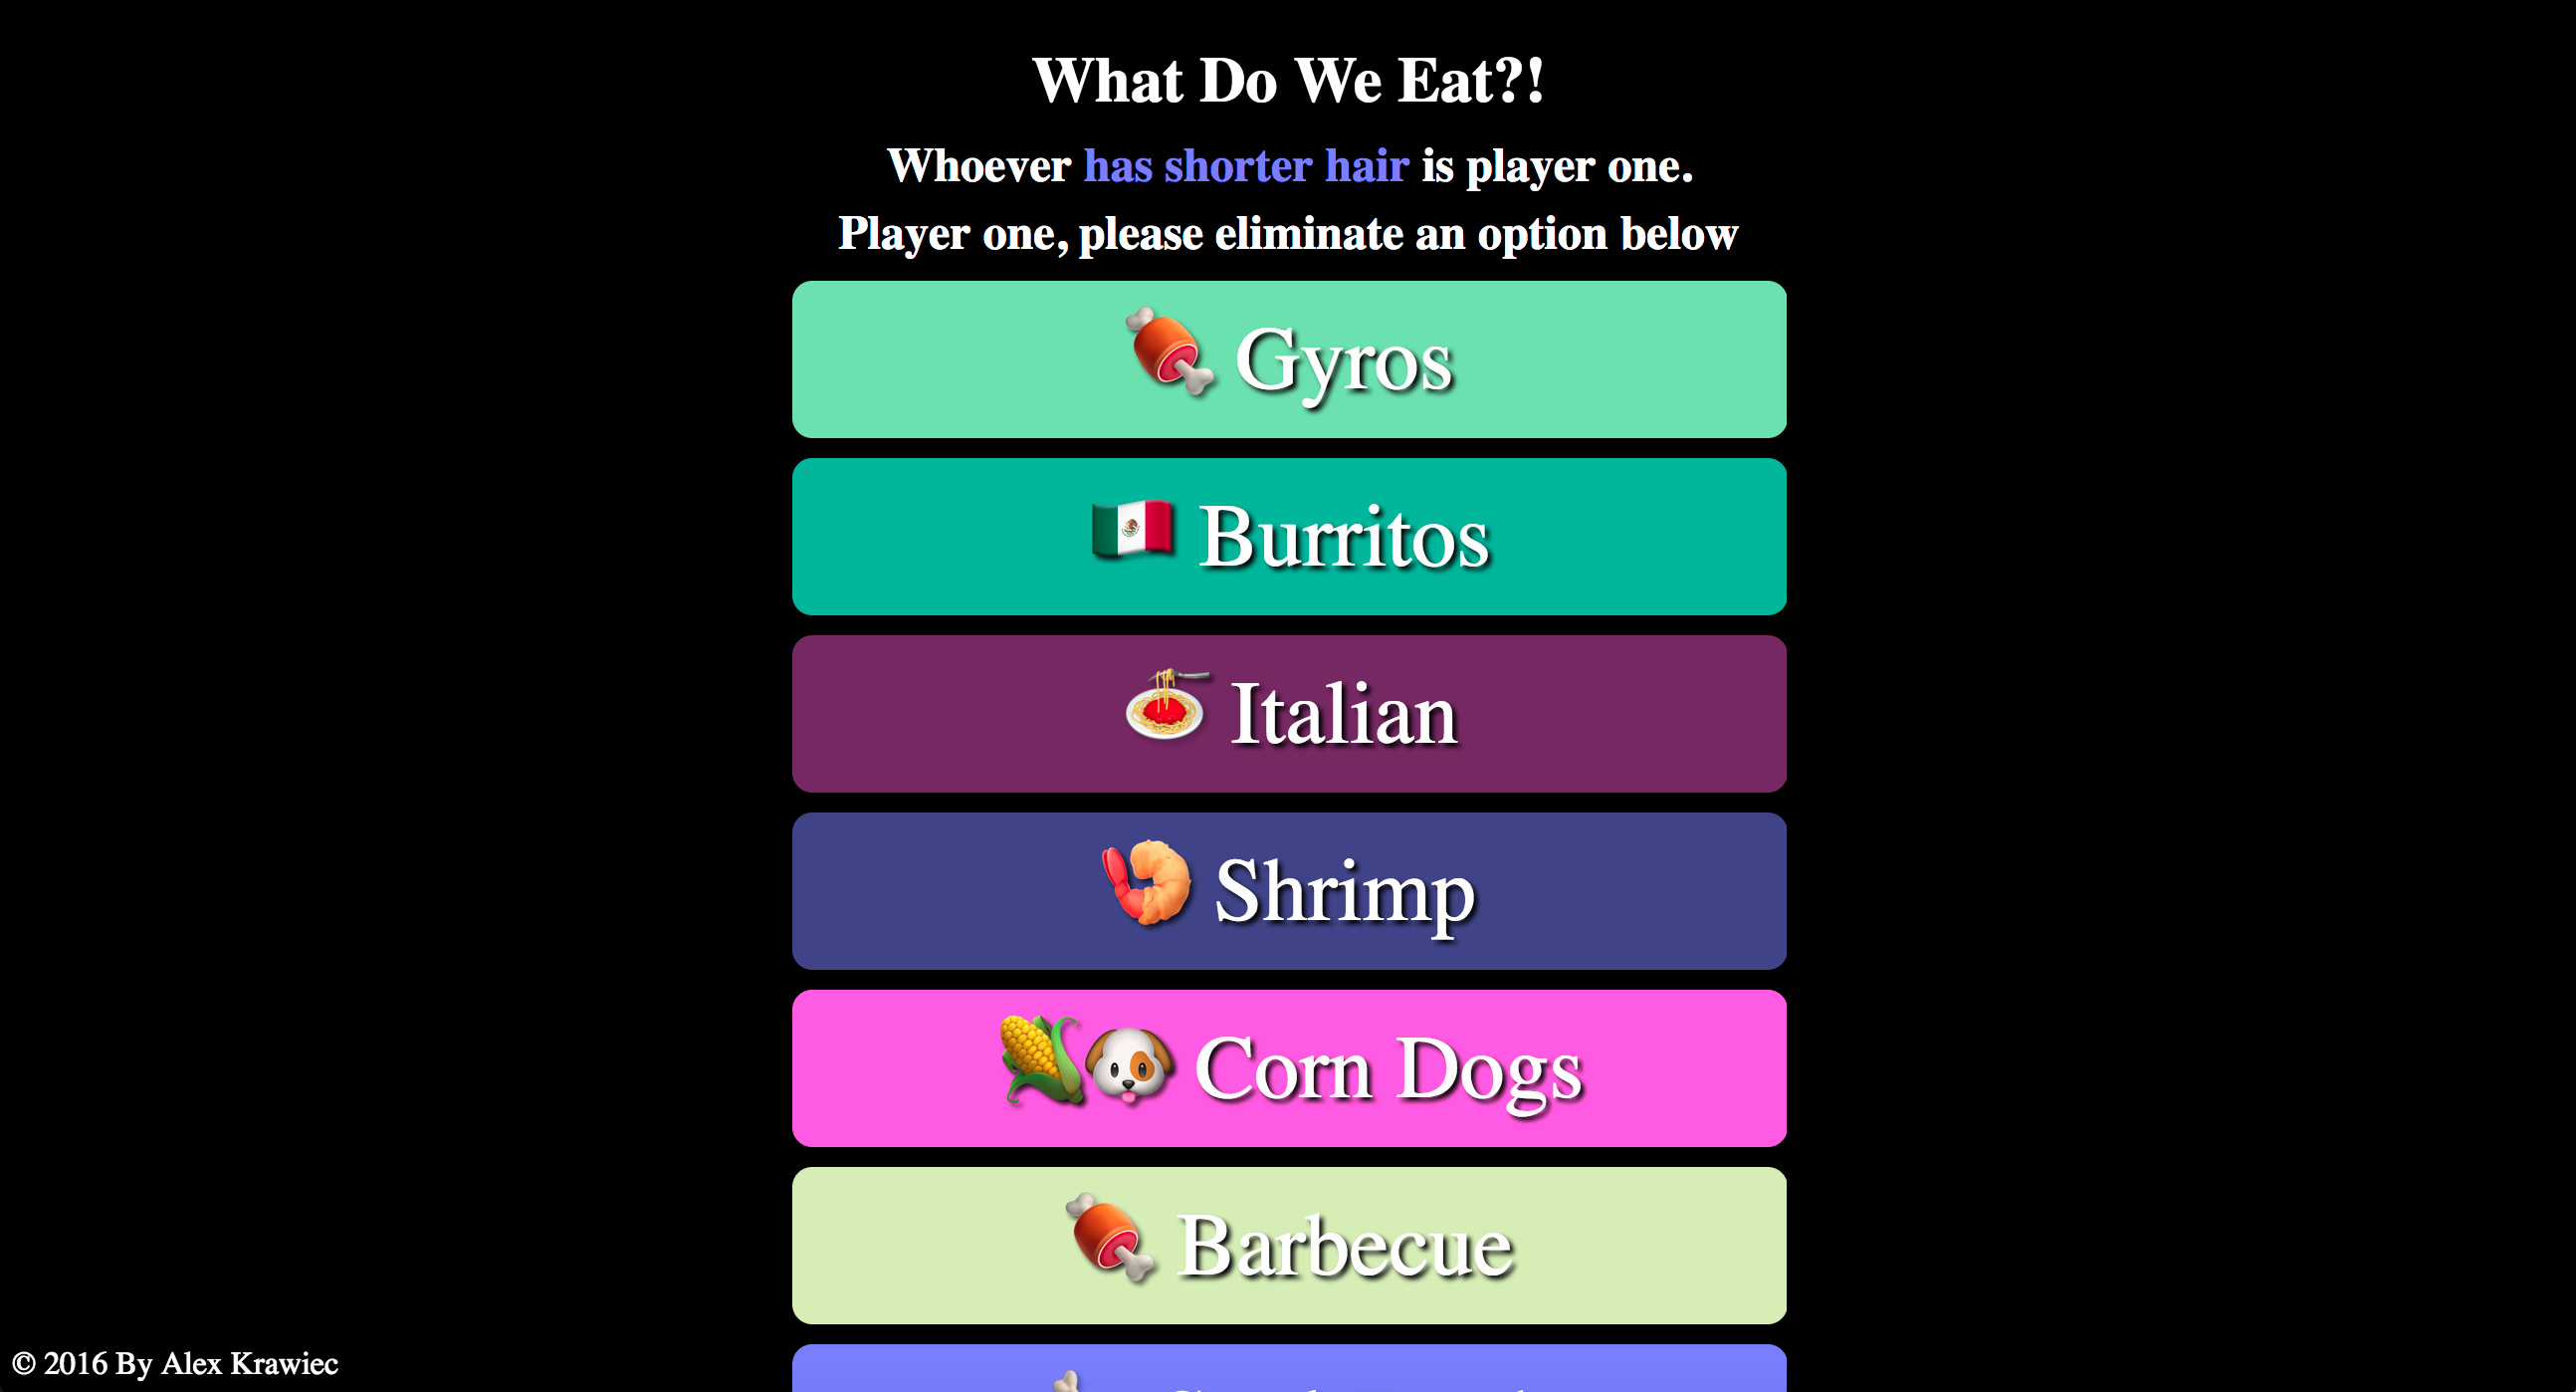 What Do We Eat?!
Whoever has shorter hair is player one.
Player one, please eliminate an option below
Gyros
Burritos
Italian
Shrimp
Corn Dogs
Barbecue
© 2016 By Alex Krawiec